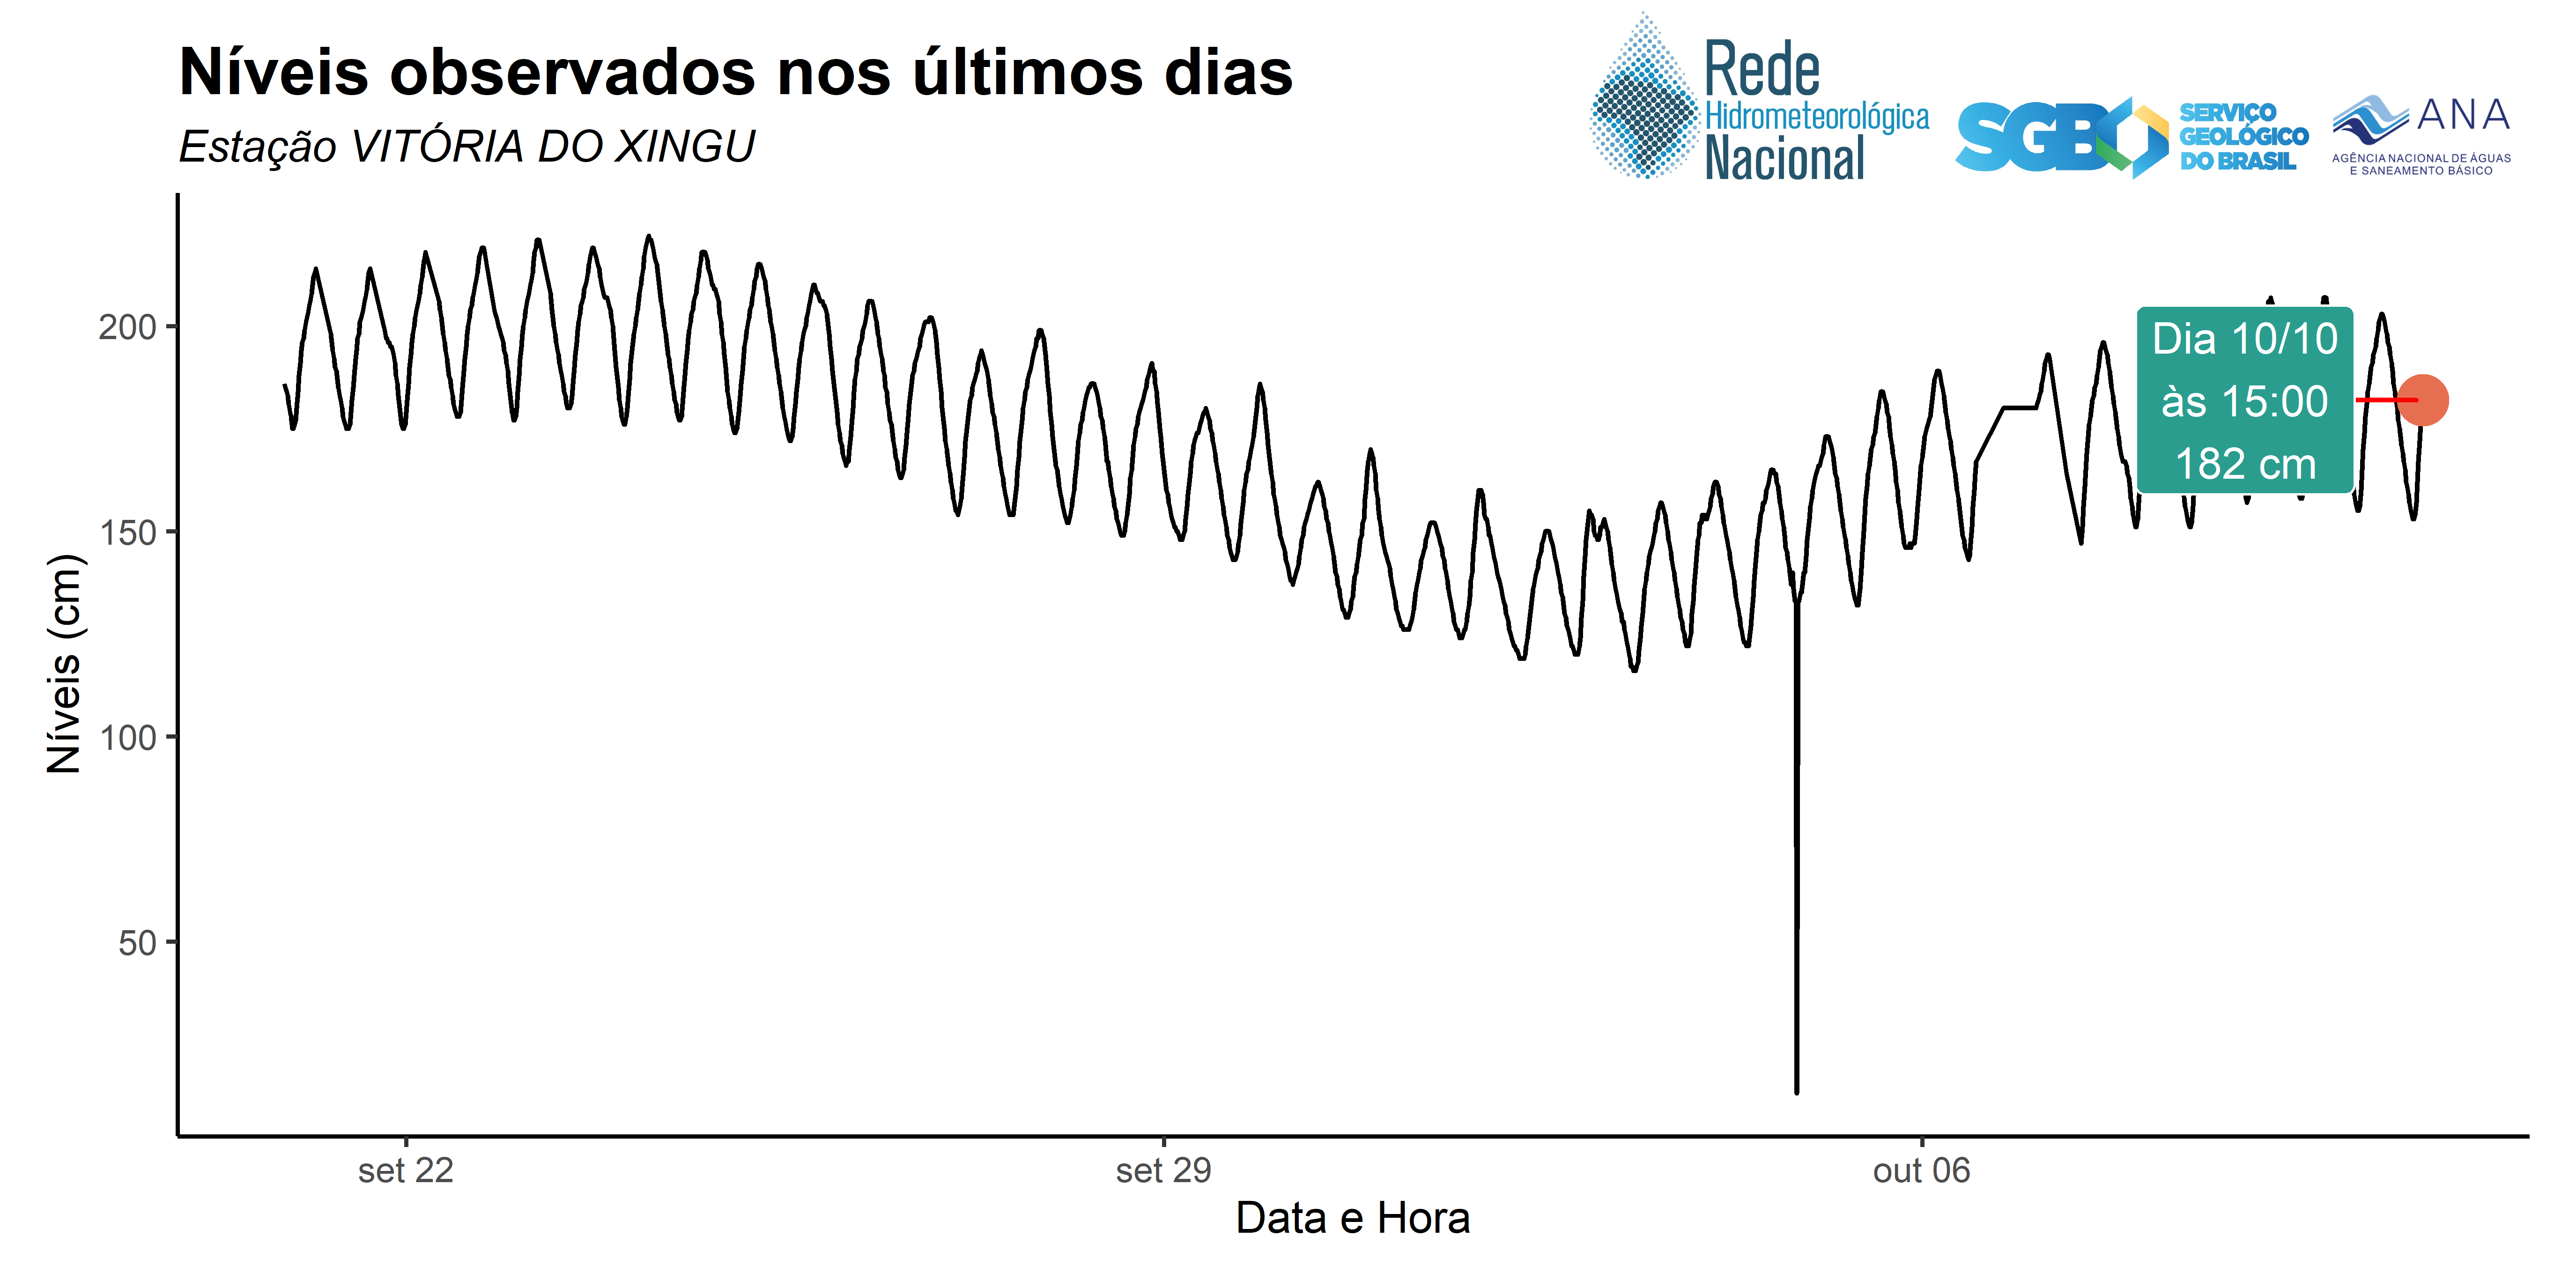 Níveis observados nos últimos dias
Estação VITÓRIA DO XINGU
Rede
Hidrometeorológica
Nacional
SGB
SERVIÇO
GEOLÓGICO
DO BRASIL
ANA
AGÊNCIA NACIONAL DE ÁGUAS
E SANEAMENTO BÁSICO
200
150
100
50
Níveis (cm)
Dia 10/10
às 15:00
182 cm
set 22
set 29
out 06
Data e Hora